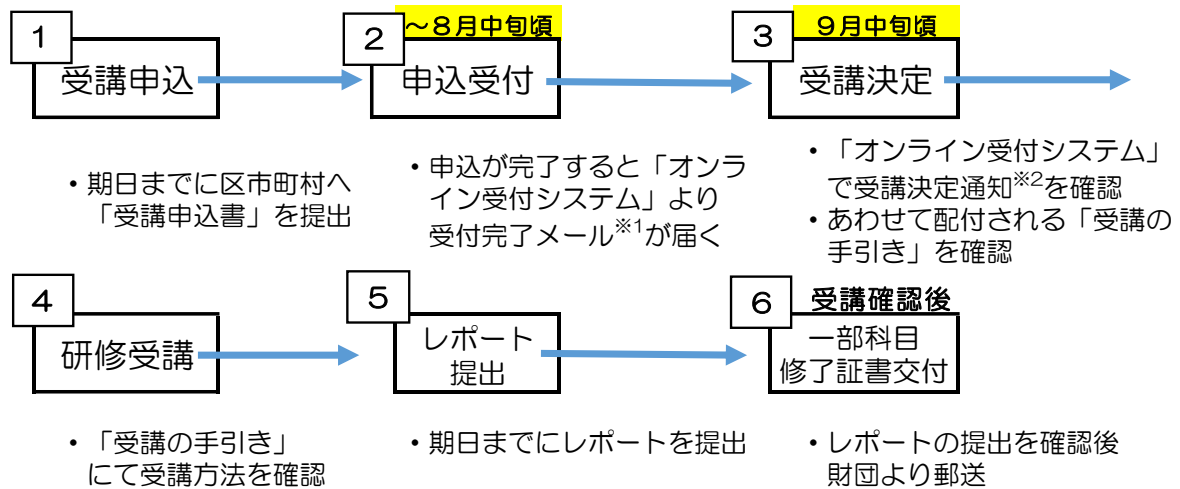 1
受講申込
・期日までに区市町村へ
「受講申込書」を提出
～8月中旬頃
2
申込受付
・申込が完了すると「オンラ
イン受付システム」より
受付完了メール※1が届く
9月中旬頃
3
受講決定
・「オンライン受付システム」
で受講決定通知※2を確認
・あわせて配付される「受講の
手引き」を確認
4
研修受講
・「受講の手引き」
にて受講方法を確認
5
レポート
提出
・期日までにレポートを提出
6
受講確認後
一部科目
修了証書交付
・レポートの提出を確認後
財団より郵送